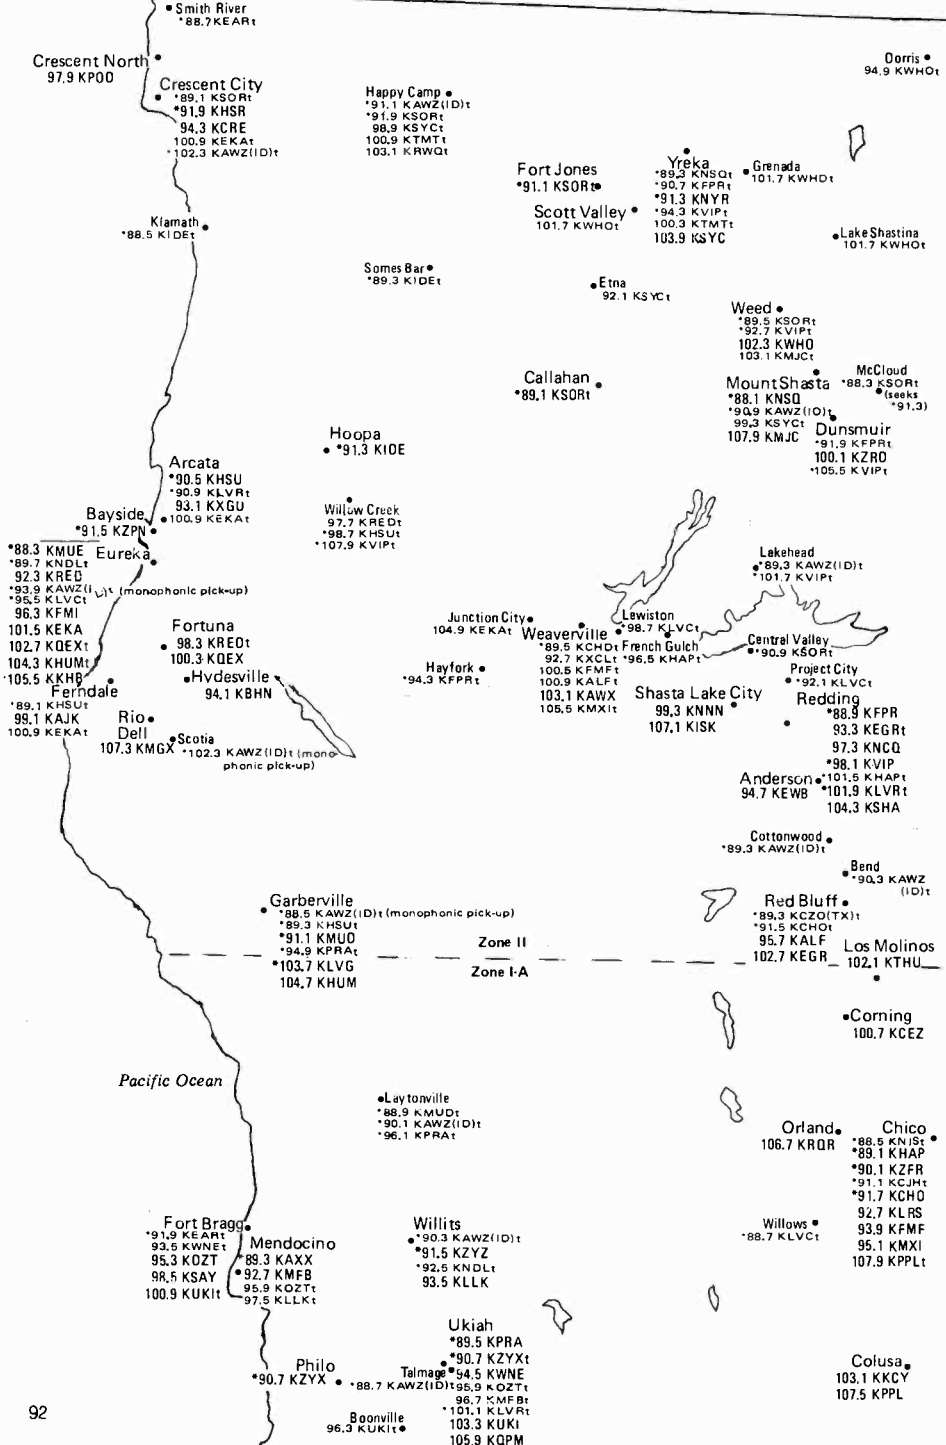 Smith River
*88.7 KEARt
Crescent North
97.9 KPOD
Crescent City
*89.1 KSORt
*91.9 KHSR
94.3 KCRE
100.9 KEKAt
*102.3 KAWZ(ID)t
Happy Camp
*91.1 KAWZ(ID)t
*91.9 KSORt
98.9 KSYCt
100.9 KTMTt
103.1 KRWQt
Dorris
94.9 KWHOt
Fort Jones
*91.1 KSORt
Scott Valley
101.7 KWHOt
Yreka
*89.3 KNSQt
*90.7 KFPRt
*91.3 KNYR
*94.3 KVIPt
100.3 KTMTt
103.9 KSYC
Grenada
101.7 KWHDt
Klamath
*88.5 KIDEt
Lake Shastina
101.7 KWHOt
Somes Bar
*89.3 KIDEt
Etna
92.1 KSYCt
Weed
*89.5 KSORt
*92.7 KVIPt
102.3 KWHO
103.1 KMJCt
Callahan
*89.1 KSORt
Mount Shasta
*88.1 KNSQ
*90.9 KAWZ(ID)t
99.3 KSYCt
107.9 KMJC
McCloud
*88.3 KSORt
(seeks
*91.3)
Dunsmuir
*91.9 KFPRt
100.1 KZRO
*105.5 KVIPt
Hoopa
*91.3 KIDE
Arcata
*90.5 KHSU
*90.9 KLVRt
93.1 KXGU
100.9 KEKAt
Bayside
*91.5 KZPN
Willow Creek
97.7 KREDt
*98.7 KHSUt
*107.9 KVIPt
Eureka
*88.3 KMUE
*89.7 KNDLt
92.3 KRED
*93.9 KAWZ(ID)t (monophonic pick-up)
*95.5 KLVCt
96.3 KFMI
101.5 KEKA
102.7 KQEXt
104.3 KHUMt
*105.5 KKHB
Fortuna
98.3 KREDt
100.3 KQEX
Hydesville
94.1 KBHN
Ferndale
*89.1 KHSUt
99.1 KAJK
100.9 KEKAt
Rio
Dell
107.3 KMGX
Scotia
*102.3 KAWZ(ID)t (mono-
phonic pick-up)
Lakehead
*89.3 KAWZ(ID)t
*101.7 KVIPt
Junction City
104.9 KEKAt
Weaverville
*89.5 KCHDt
92.7 KXCLt
100.5 KFMFt
100.9 KALFt
103.1 KAWX
105.5 KMXIt
Lewiston
*98.7 KLVCt
French Gulch
*96.5 KHAPt
Central Valley
*90.9 KSORt
Hayfork
*94.3 KFPRt
Project City
*92.1 KLVCt
Shasta Lake City
99.3 KNNN
107.1 KISK
Redding
*88.9 KFPR
93.3 KEGRt
97.3 KNCQ
*98.1 KVIP
*101.5 KHAPt
*101.9 KLVRt
104.3 KSHA
Anderson
94.7 KEWB
Cottonwood
*89.3 KAWZ(ID)t
Bend
*90.3 KAWZ
(ID)t
Garberville
*88.5 KAWZ(ID)t (monophonic pick-up)
*89.3 KHSUt
*91.1 KMUD
*94.9 KPRAt
*103.7 KLVG
104.7 KHUM
Red Bluff
*89.3 KCZO(TX)t
*91.5 KCHOt
95.7 KALF
102.7 KEGR
Los Molinos
102.1 KTHU
Zone II
Zone I-A
Corning
100.7 KCEZ
Pacific Ocean
Laytonville
*88.9 KMUDt
*90.1 KAWZ(ID)t
*96.1 KPRAt
Orland
106.7 KRQR
Chico
*88.5 KNISt
*89.1 KHAP
*90.1 KZFR
*91.1 KCJHt
*91.7 KCHO
92.7 KLRS
93.9 KFMF
95.1 KMXI
107.9 KPPLt
Fort Bragg
*91.9 KEARt
93.5 KWNEt
95.3 KOZT
98.5 KSAY
100.9 KUKIt
Mendocino
*89.3 KAXX
*92.7 KMFB
95.9 KOZTt
97.5 KLLKt
Willits
*90.3 KAWZ(ID)t
*91.5 KZYZ
*92.5 KNDLt
93.5 KLLK
Willows
*88.7 KLVCt
Ukiah
*89.5 KPRA
*90.7 KZYXt
*94.5 KWNE
95.9 KOZTt
96.7 KMFBt
*101.1 KLVRt
103.3 KUKI
105.9 KQPM
Philo
*90.7 KZYX
Talmage
*88.7 KAWZ(ID)t
Boonville
96.3 KUKIt
Colusa
103.1 KKCY
107.5 KPPL
92